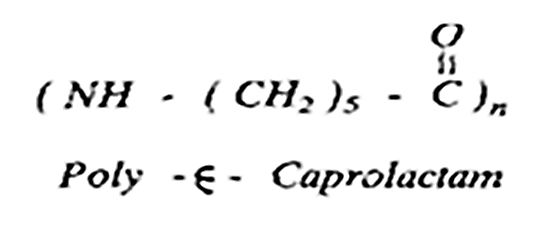 O
( NH - ( CH₂ )₅ - C )ₙ
Poly - ε - Caprolactam